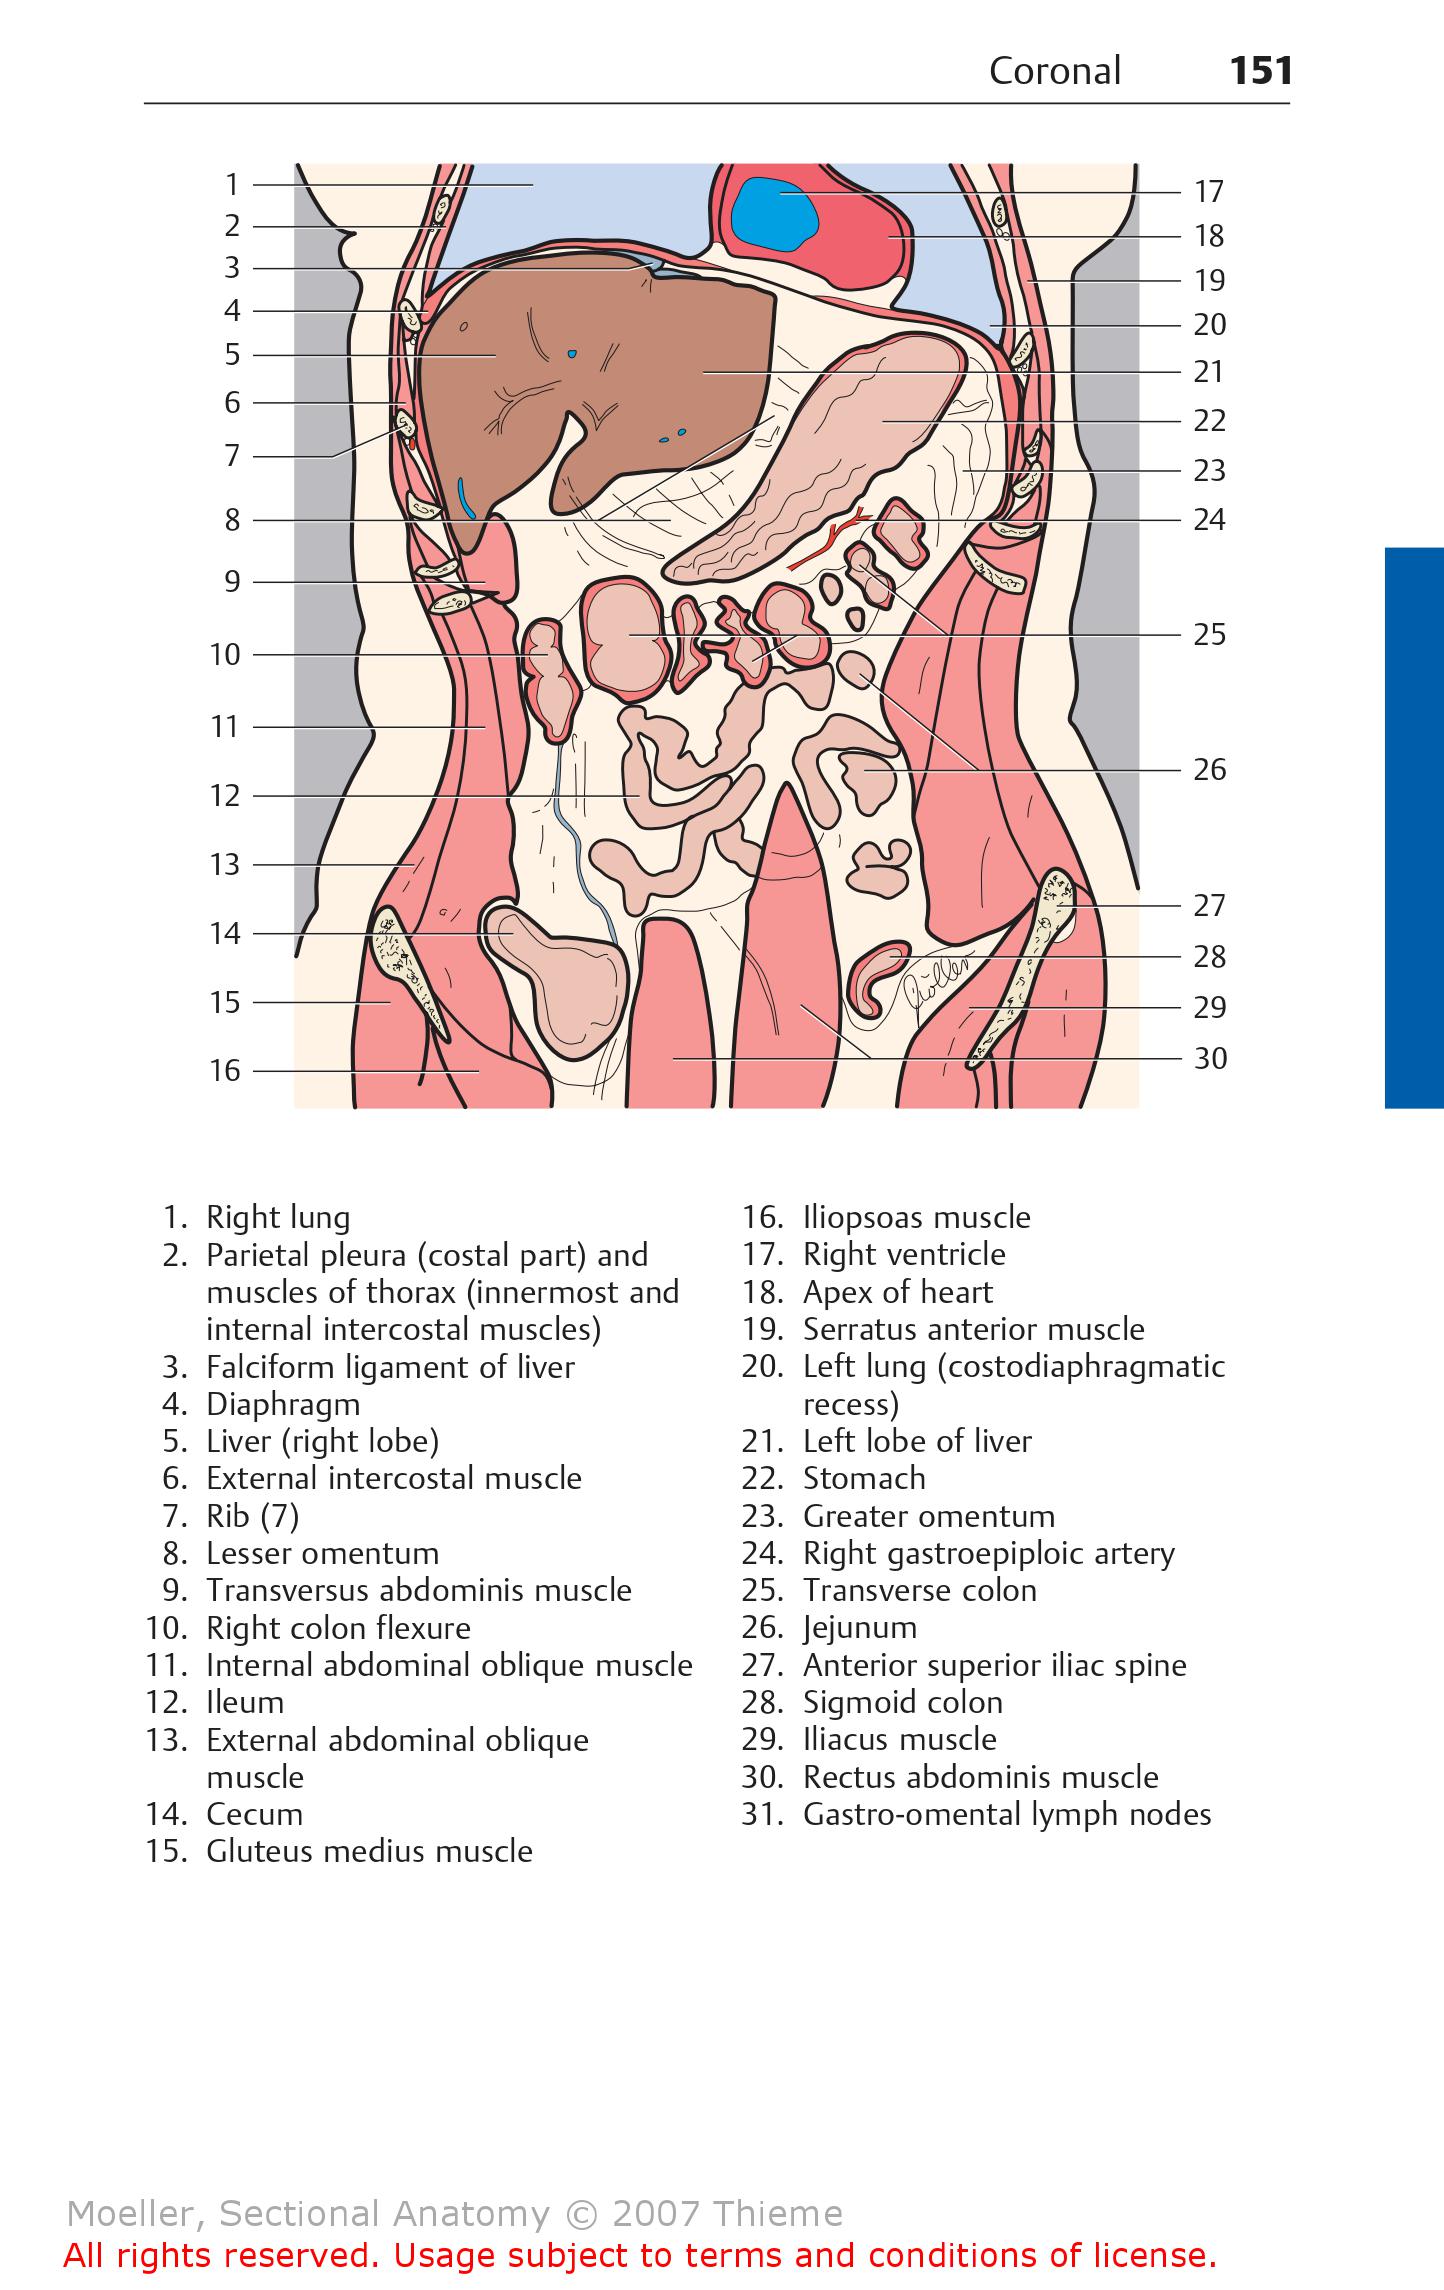 Coronal 151
1
2
3
4
5
6
7
8
9
10
11
12
13
14
15
16
17
18
19
20
21
22
23
24
25
26
27
28
29
30
1. Right lung
2. Parietal pleura (costal part) and
muscles of thorax (innermost and
internal intercostal muscles)
3. Falciform ligament of liver
4. Diaphragm
5. Liver (right lobe)
6. External intercostal muscle
7. Rib (7)
8. Lesser omentum
9. Transversus abdominis muscle
10. Right colon flexure
11. Internal abdominal oblique muscle
12. Ileum
13. External abdominal oblique
muscle
14. Cecum
15. Gluteus medius muscle
16. Iliopsoas muscle
17. Right ventricle
18. Apex of heart
19. Serratus anterior muscle
20. Left lung (costodiaphragmatic
recess)
21. Left lobe of liver
22. Stomach
23. Greater omentum
24. Right gastroepiploic artery
25. Transverse colon
26. Jejunum
27. Anterior superior iliac spine
28. Sigmoid colon
29. Iliacus muscle
30. Rectus abdominis muscle
31. Gastro-omental lymph nodes
Moeller, Sectional Anatomy © 2007 Thieme
All rights reserved. Usage subject to terms and conditions of license.